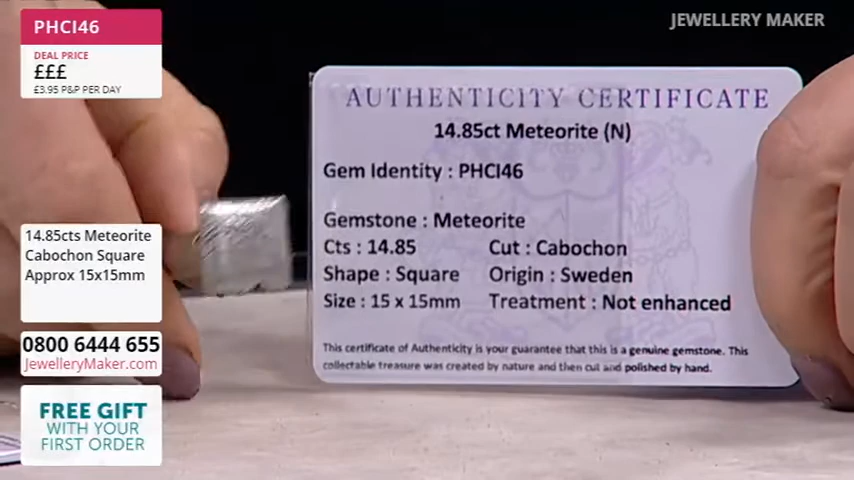 PHCI46
DEAL PRICE
£££
£3.95 P&P PER DAY
JEWELLERY MAKER
AUTHENTICITY CERTIFICATE
14.85ct Meteorite (N)
Gem Identity : PHCI46
Gemstone : Meteorite
Cts : 14.85 Cut : Cabochon
Shape : Square Origin : Sweden
Size : 15 x 15mm Treatment : Not enhanced
This certificate of Authenticity is your guarantee that this is a genuine gemstone. This
collectable treasure was created by nature and then cut and polished by hand.
14.85cts Meteorite
Cabochon Square
Approx 15x15mm
0800 6444 655
JewelleryMaker.com
FREE GIFT
WITH YOUR
FIRST ORDER